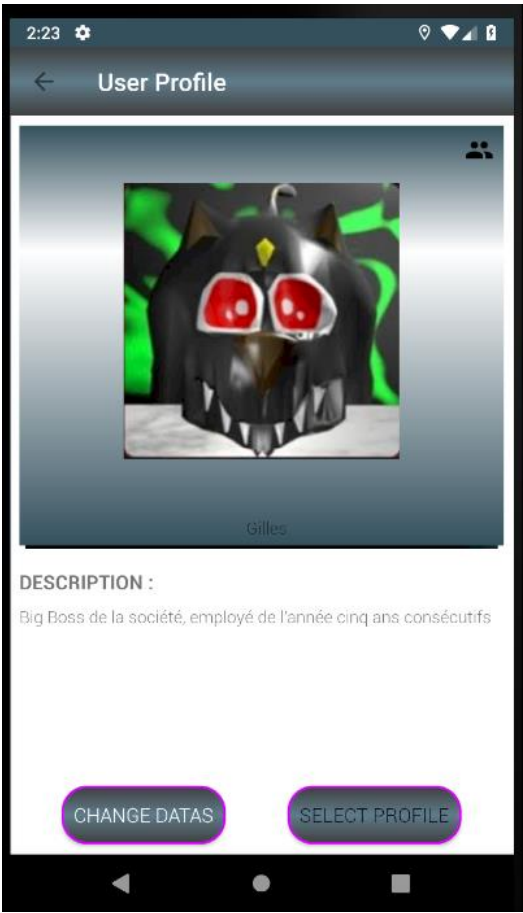 2:23
User Profile
Gilles
DESCRIPTION :
Big Boss de la société, employé de l'année cinq ans consécutifs
CHANGE DATAS
SELECT PROFILE